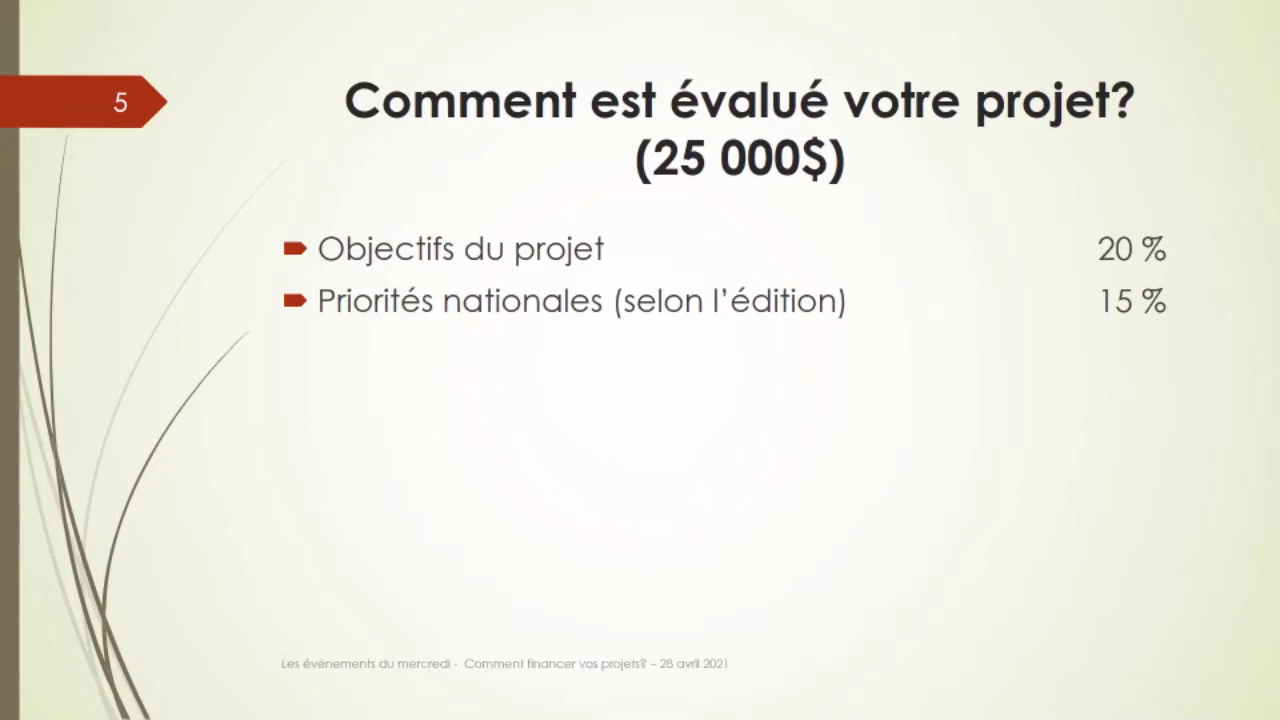 5
Comment est évalué votre projet?
(25 000$)
Objectifs du projet 20 %
Priorités nationales (selon l’édition) 15 %
Les événements du mercredi - Comment financer vos projets? – 28 avril 2021